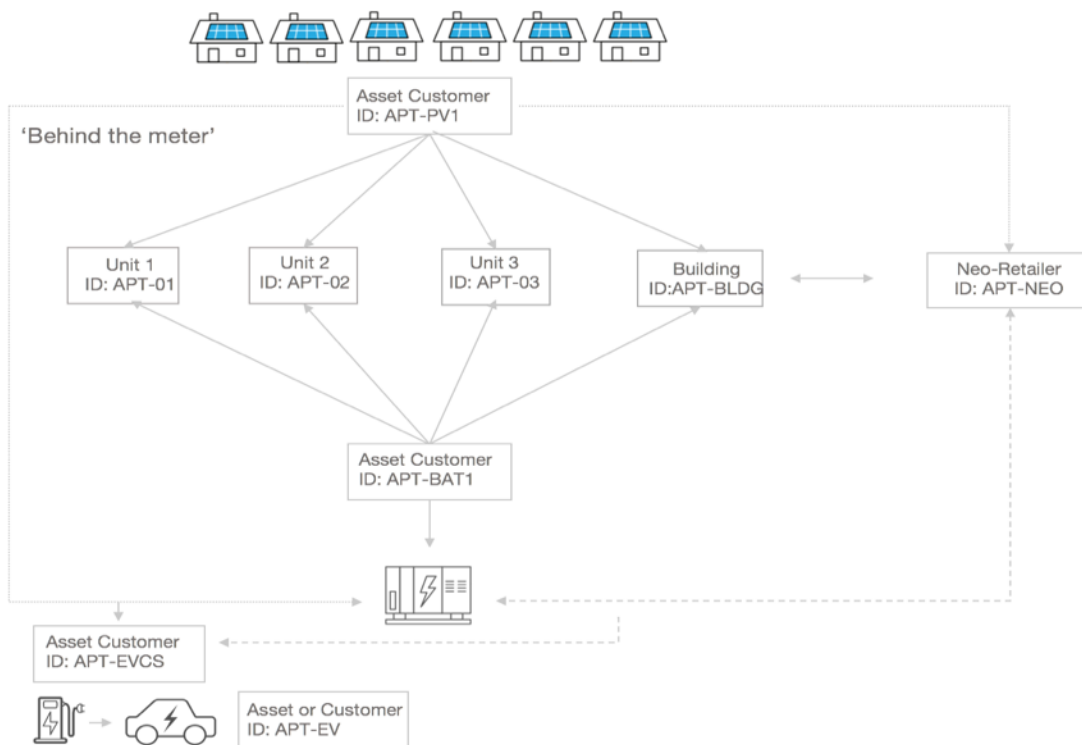 Asset Customer
ID: APT-PV1
‘Behind the meter’
Unit 1
ID: APT-01
Unit 2
ID: APT-02
Unit 3
ID: APT-03
Building
ID:APT-BLDG
Neo-Retailer
ID: APT-NEO
Asset Customer
ID: APT-BAT1
Asset Customer
ID: APT-EVCS
Asset or Customer
ID: APT-EV